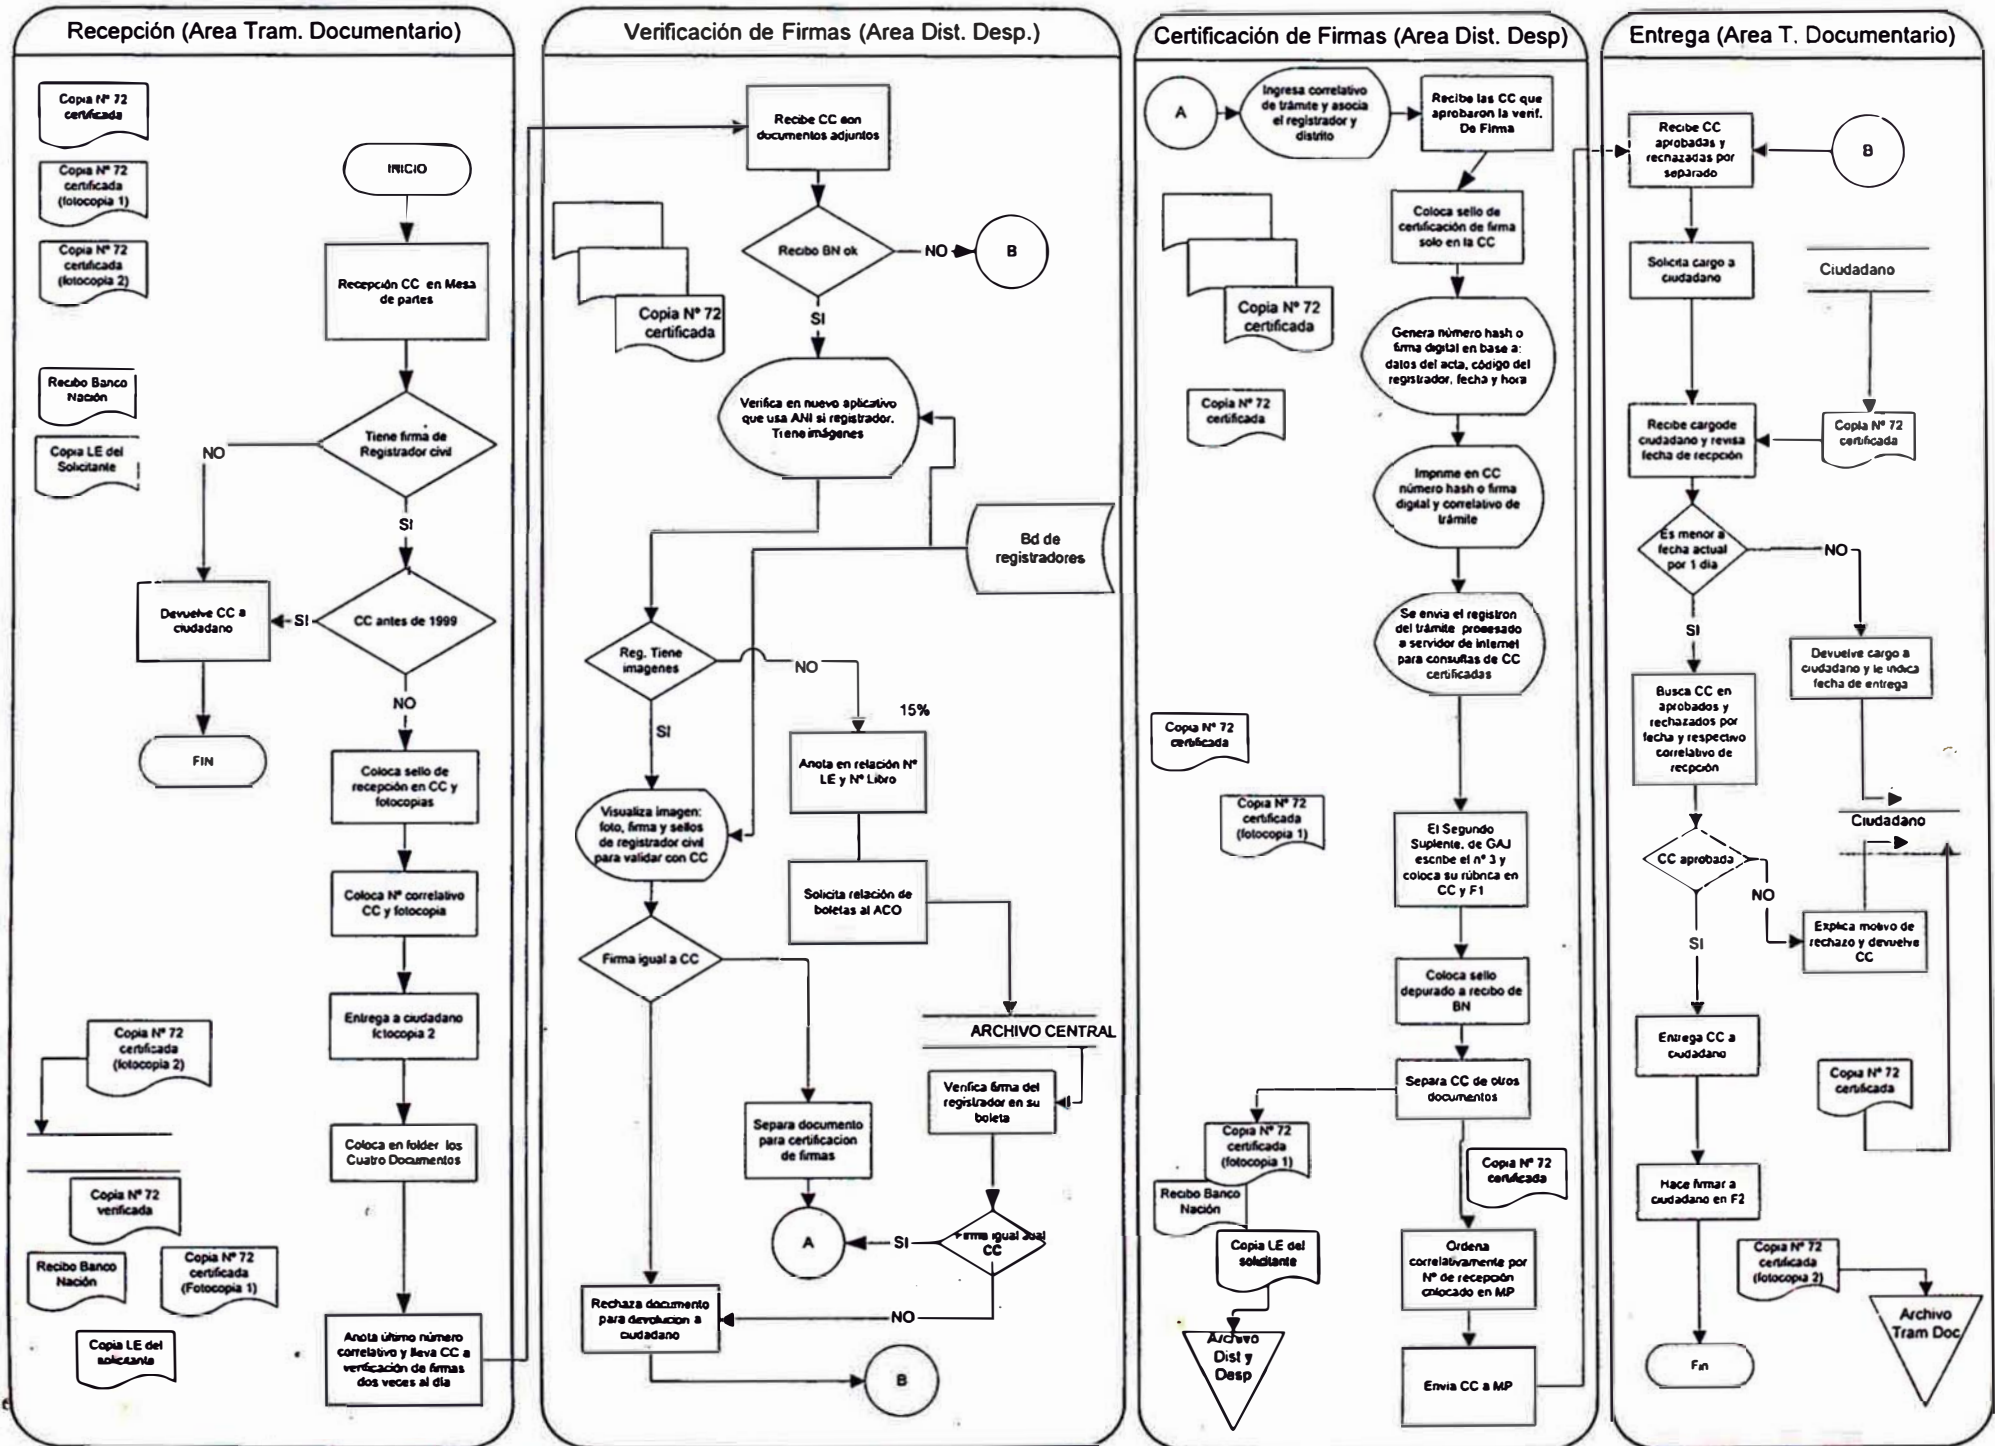 Recepción (Area Tram. Documentario)
Copia Nº 72
certificada
Copia Nº 72
certificada
(fotocopia 1)
Copia Nº 72
certificada
(fotocopia 2)
INICIO
Recepción CC en Mesa
de partes
Recibo Banco
Nación
Copia LE del
Solicitante
Tiene firma de
Registrador civil
NO
SI
Devuelve CC a
ciudadano
SI
CC antes de 1999
NO
FIN
Coloca sello de
recepción en CC y
fotocopias
Coloca Nº correlativo
CC y fotocopia
Entrega a ciudadano
fotocopia 2
Copia Nº 72
certificada
(fotocopia 2)
Coloca en folder los
Cuatro Documentos
Copia Nº 72
verificada
Recibo Banco
Nación
Copia Nº 72
certificada
(Fotocopia 1)
Copia LE del
solicitante
Anota último número
correlativo y lleva CC a
verificación de firmas
dos veces al día
Verificación de Firmas (Area Dist. Desp.)
Recibe CC con
documentos adjuntos
Recibo BN ok
NO
B
SI
Copia Nº 72
certificada
Verifica en nuevo aplicativo
que usa ANI si registrador.
Tiene imágenes
Bd de
registradores
Reg. Tiene
imagenes
NO
SI
15%
Anota en relación Nº
LE y Nº Libro
Visualiza imagen:
foto, firma y sellos
de registrador civil
para validar con CC
Solicita relación de
boletas al ACO
Firma igual a CC
ARCHIVO CENTRAL
Verifica firma del
registrador en su
boleta
Separa documento
para certificacion
de firmas
A
SI
Firma igual
CC
NO
Rechaza documento
para devolucion a
ciudadano
B
Certificación de Firmas (Area Dist. Desp)
A
Ingresa correlativo
de trámite y asocia
el registrador y
distrito
Recibe las CC que
aprobaron la verif.
De Firma
Coloca sello de
certificación de firma
solo en la CC
Copia Nº 72
certificada
Genera número hash o
firma digital en base a:
datos del acta, código del
registrador, fecha y hora
Copia Nº 72
certificada
Imprime en CC
número hash o firma
digital y correlativo de
trámite
Se envia el registron
del trámite procesado
a servidor de internet
para consultas de CC
certificadas
Copia Nº 72
certificada
Copia Nº 72
certificada
(fotocopia 1)
El Segundo
Suplente, de GAJ
escribe el nº 3 y
coloca su rúbrica en
CC y F1
Coloca sello
depurado a recibo de
BN
Separa CC de otros
documentos
Copia Nº 72
certificada
(fotocopia 1)
Copia Nº 72
certificada
Recibo Banco
Nación
Copia LE del
solicitante
Ordena
correlativamente por
Nº de recepción
colocado en MP
Archivo
Dist y
Desp
Envia CC a MP
Entrega (Area T. Documentario)
Recibe CC
aprobadas y
rechazadas por
separado
B
Solicita cargo a
ciudadano
Ciudadano
Recibe cargode
ciudadano y revisa
fecha de recpción
Copia Nº 72
certificada
Es menor a
fecha actual
por 1 dia
NO
SI
Devuelve cargo a
ciudadano y le indica
fecha de entrega
Busca CC en
aprobados y
rechazados por
fecha y respectivo
correlativo de
recpción
Ciudadano
CC aprobada
NO
SI
Explica motivo de
rechazo y devuelve
CC
Entrega CC a
ciudadano
Copia Nº 72
certificada
Hace firmar a
ciudadano en F2
Copia Nº 72
certificada
(fotocopia 2)
Archivo
Tram Doc
Fin